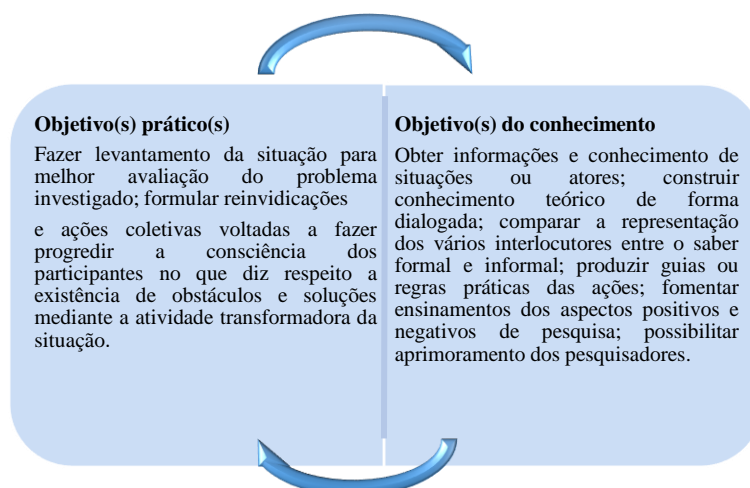 Objetivo(s) prático(s)
Fazer levantamento da situação para
melhor avaliação do problema
investigado; formular reinvidicações
e ações coletivas voltadas a fazer
progredir a consciência dos
participantes no que diz respeito a
existência de obstáculos e soluções
mediante a atividade transformadora da
situação.
Objetivo(s) do conhecimento
Obter informações e conhecimento de
situações ou atores; construir
conhecimento teórico de forma
dialogada; comparar a representação
dos vários interlocutores entre o saber
formal e informal; produzir guias ou
regras práticas das ações; fomentar
ensinamentos dos aspectos positivos e
negativos de pesquisa; possibilitar
aprimoramento dos pesquisadores.